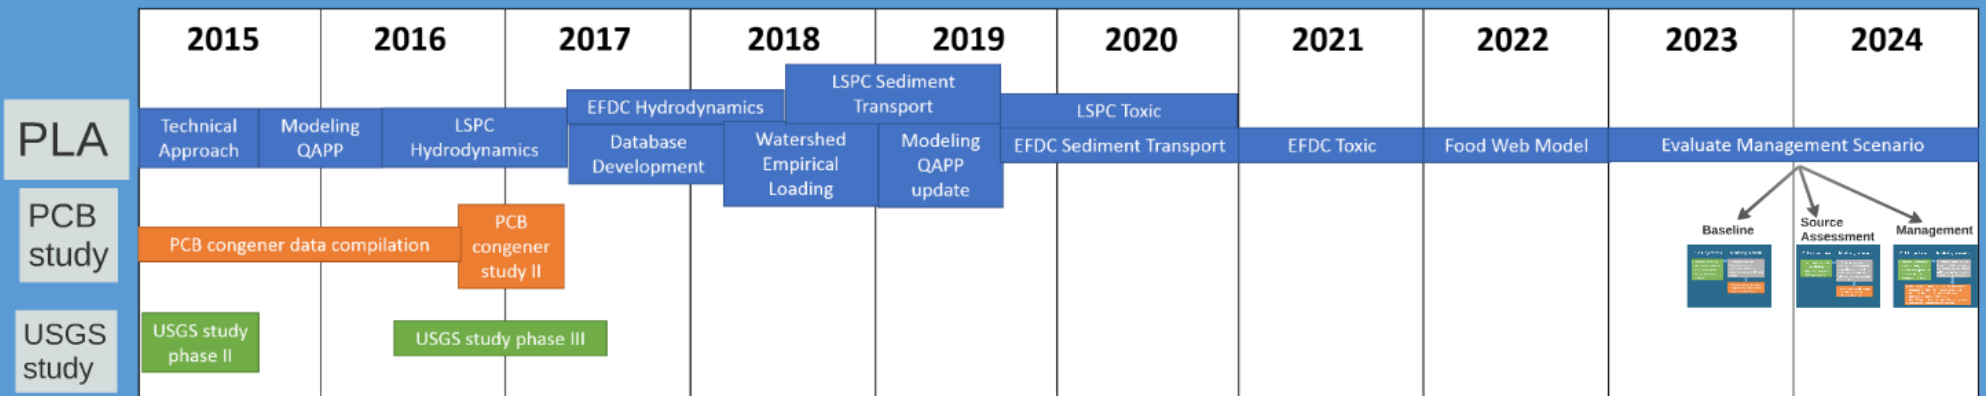 2015 2016 2017 2018 2019 2020 2021 2022 2023 2024
PLA
Technical
Approach
Modeling
QAPP
LSPC
Hydrodynamics
EFDC Hydrodynamics
Database
Development
LSPC Sediment
Transport
Watershed
Empirical
Loading
Modeling
QAPP
update
LSPC Toxic
EFDC Sediment Transport
EFDC Toxic
Food Web Model
Evaluate Management Scenario
Baseline
Source
Assessment
Management
PCB
study
PCB congener data compilation
PCB
congener
study II
USGS
study
USGS study
phase II
USGS study phase III